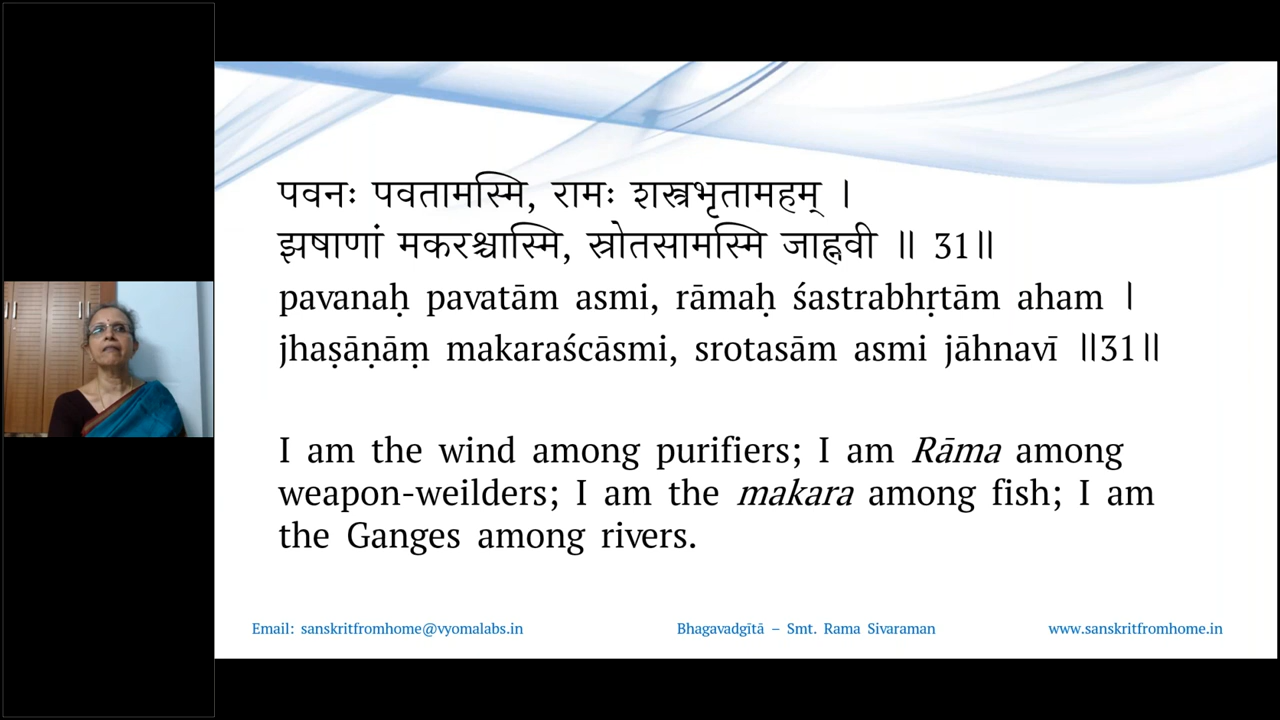 पवनः पवतामस्मि, रामः शस्त्रभृतामहम् ।
झषाणां मकरश्चास्मि, स्रोतसामस्मि जाह्नवी ॥ 31॥
pavanaḥ pavatām asmi, rāmaḥ śastrabhṛtām aham ।
jhaṣāṇāṃ makaraścāsmi, srotasām asmi jāhnavī ॥31॥
I am the wind among purifiers; I am Rāma among
weapon-weilders; I am the makara among fish; I am
the Ganges among rivers.
Email: sanskritfromhome@vyomalabs.in Bhagavadgītā – Smt. Rama Sivaraman www.sanskritfromhome.in